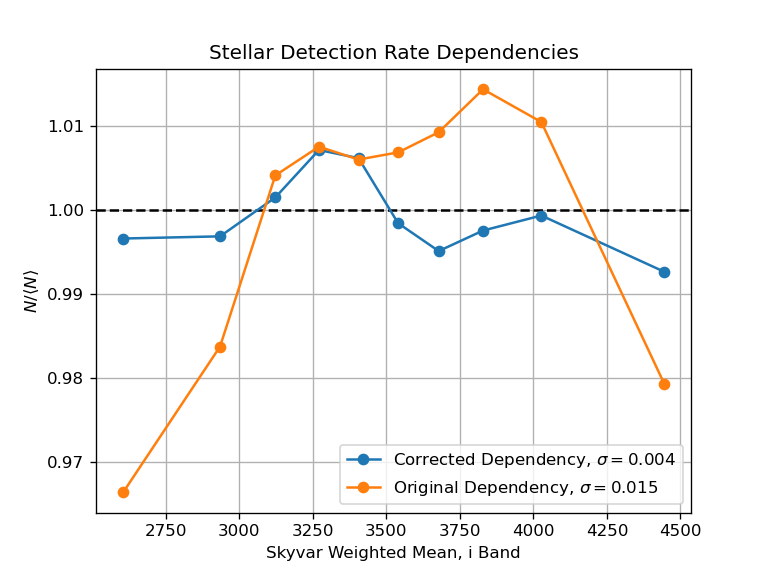 Stellar Detection Rate Dependencies
1.01
1.00
0.99
0.98
0.97
N/⟨N⟩
Corrected Dependency, σ = 0.004
Original Dependency, σ = 0.015
2750 3000 3250 3500 3750 4000 4250 4500
Skyvar Weighted Mean, i Band